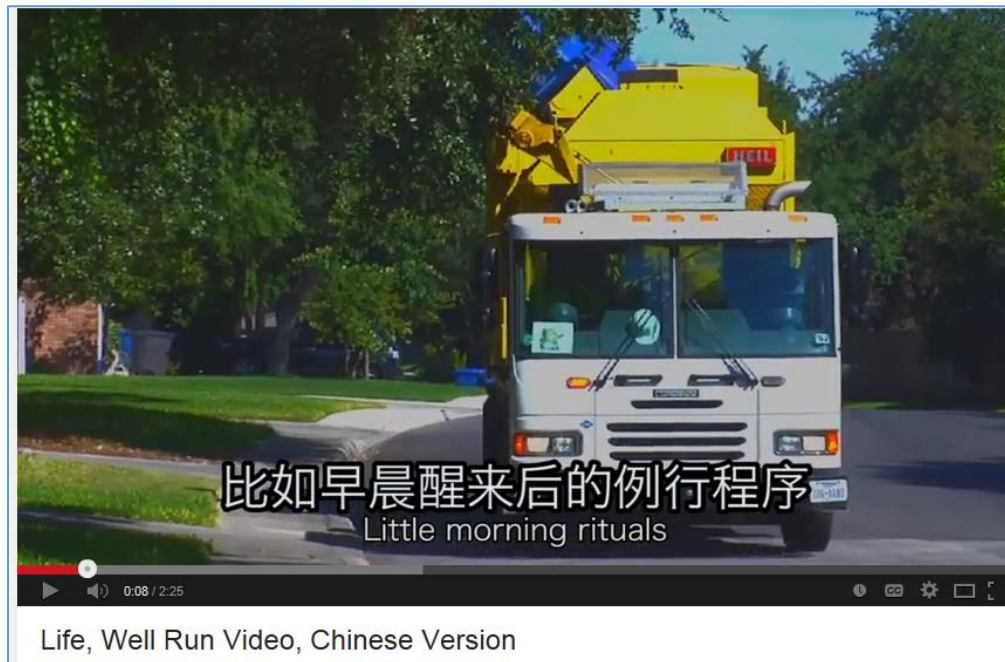 HEIL
比如早晨醒来后的例行程序
Little morning rituals
0:08 / 2:25
CC
Life, Well Run Video, Chinese Version